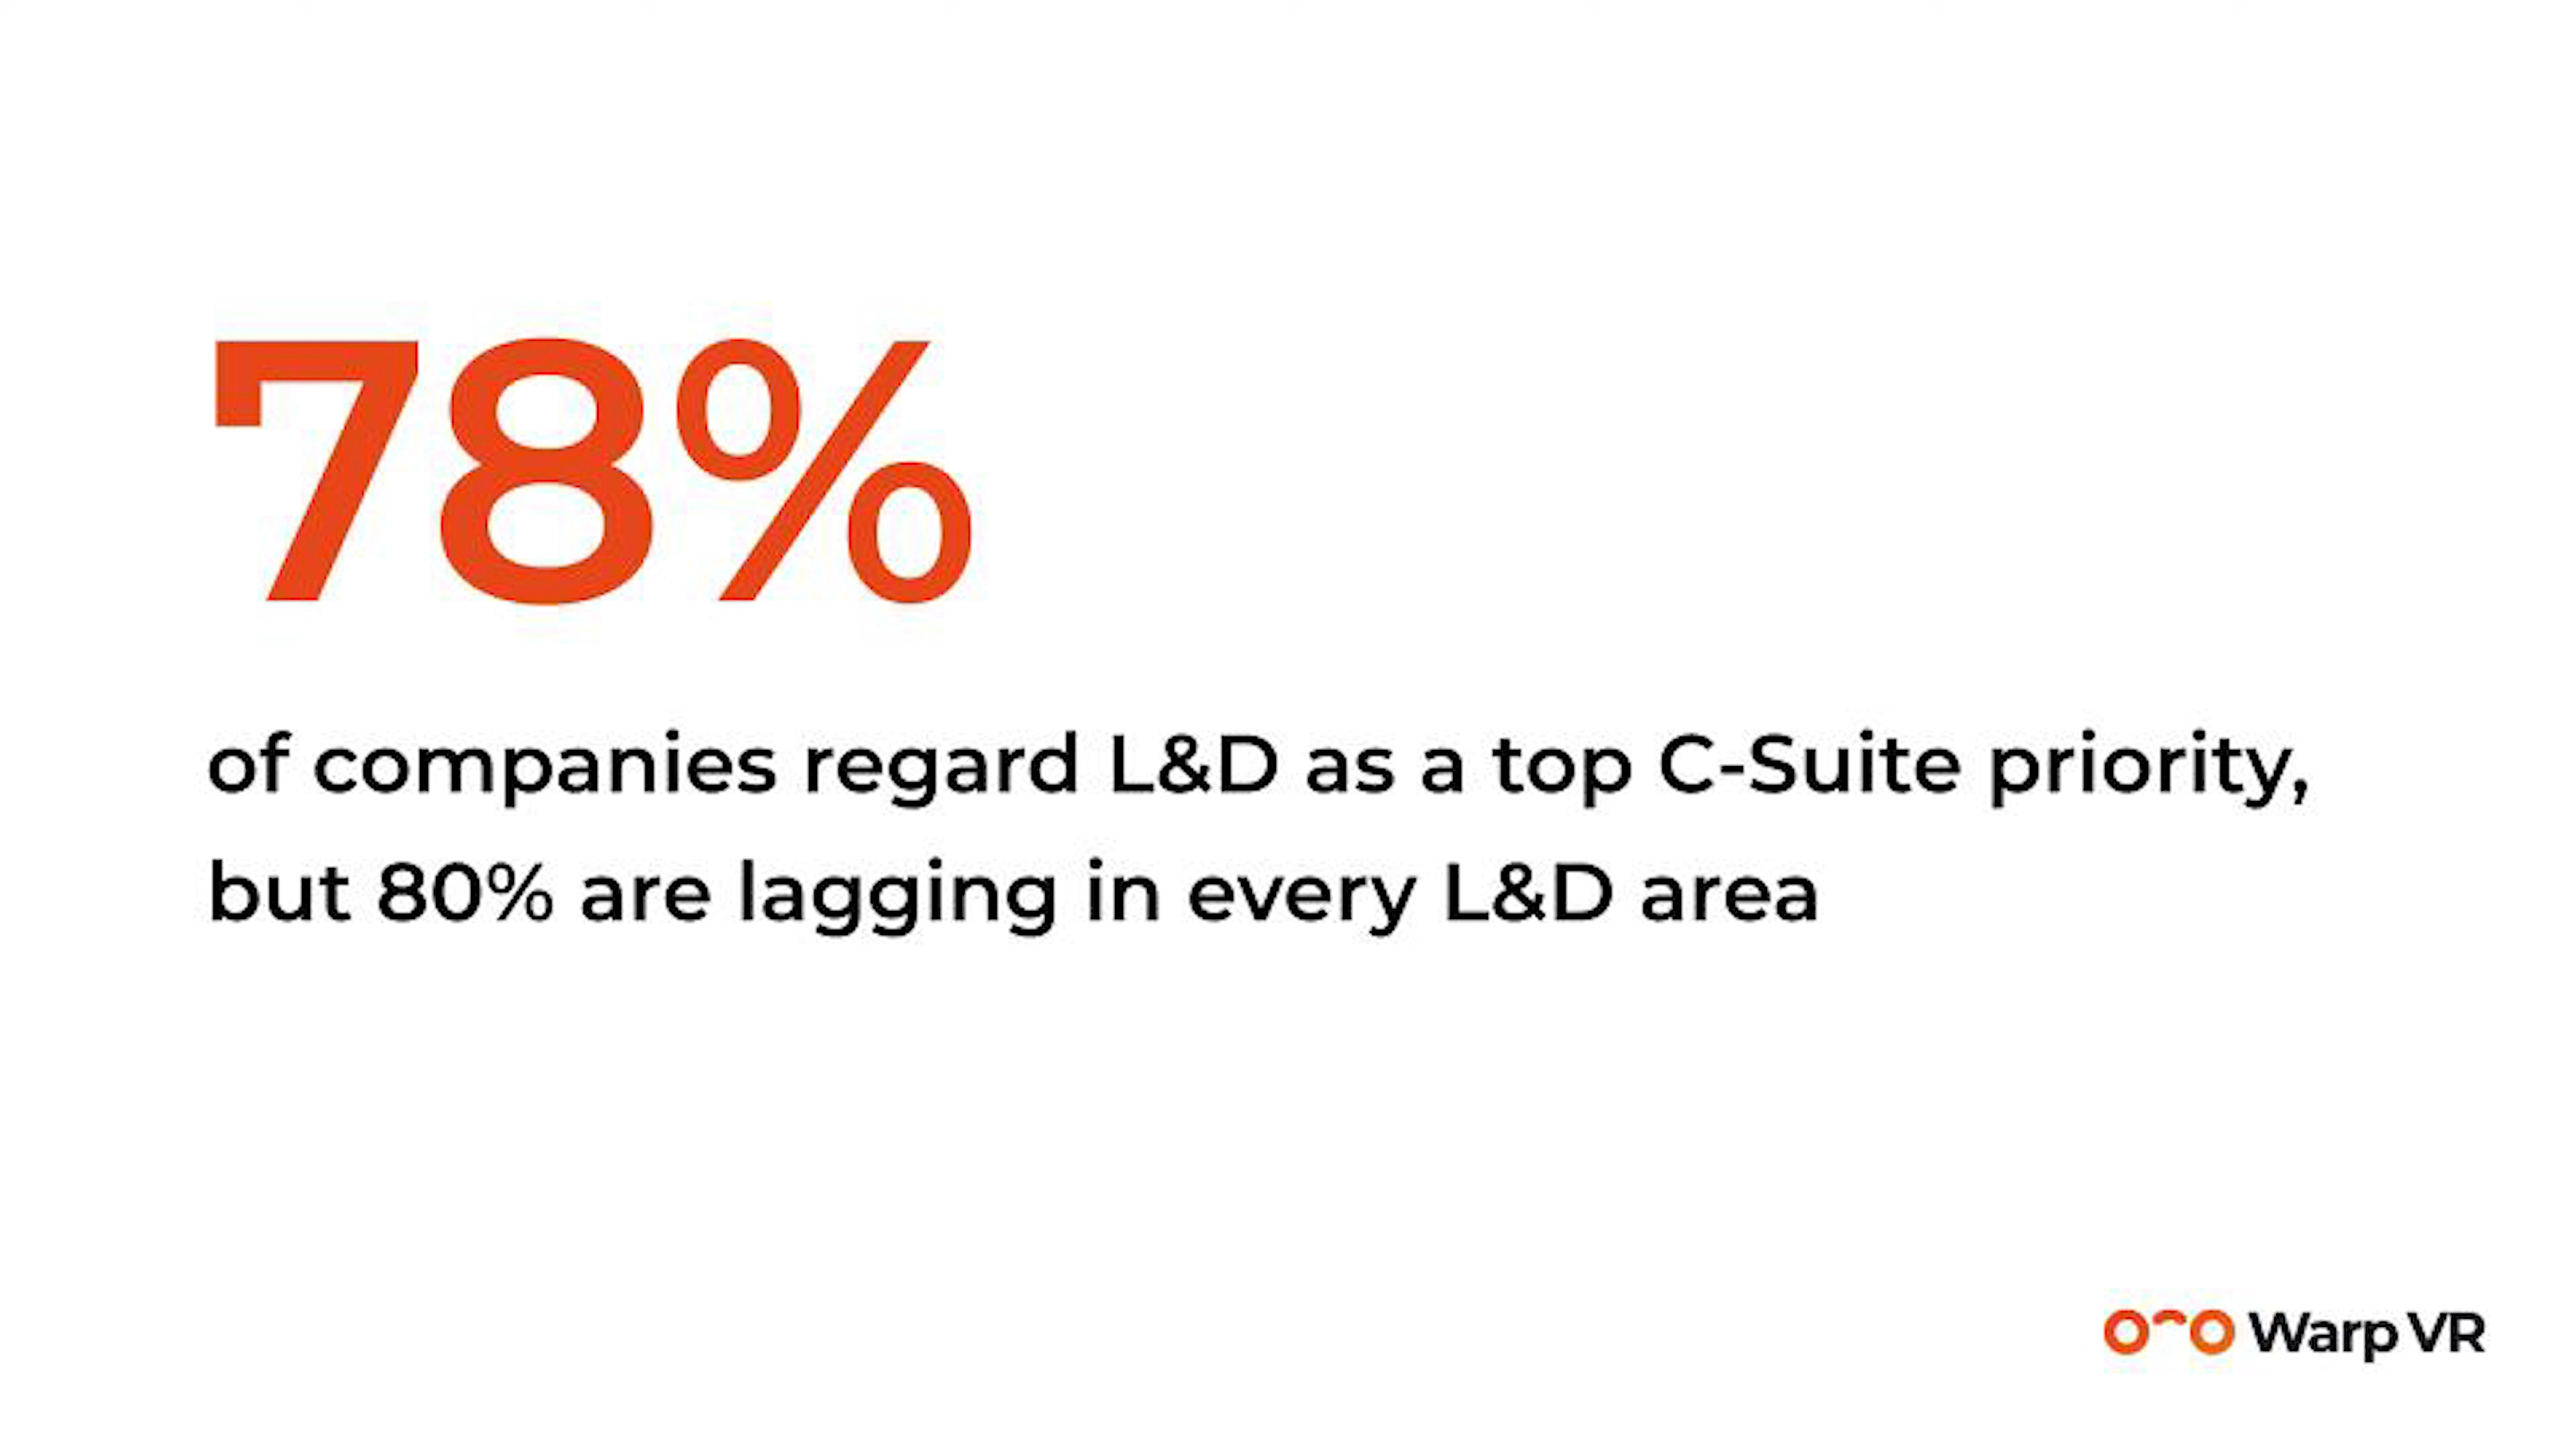 78%
of companies regard L&D as a top C-Suite priority,
but 80% are lagging in every L&D area
Warp VR